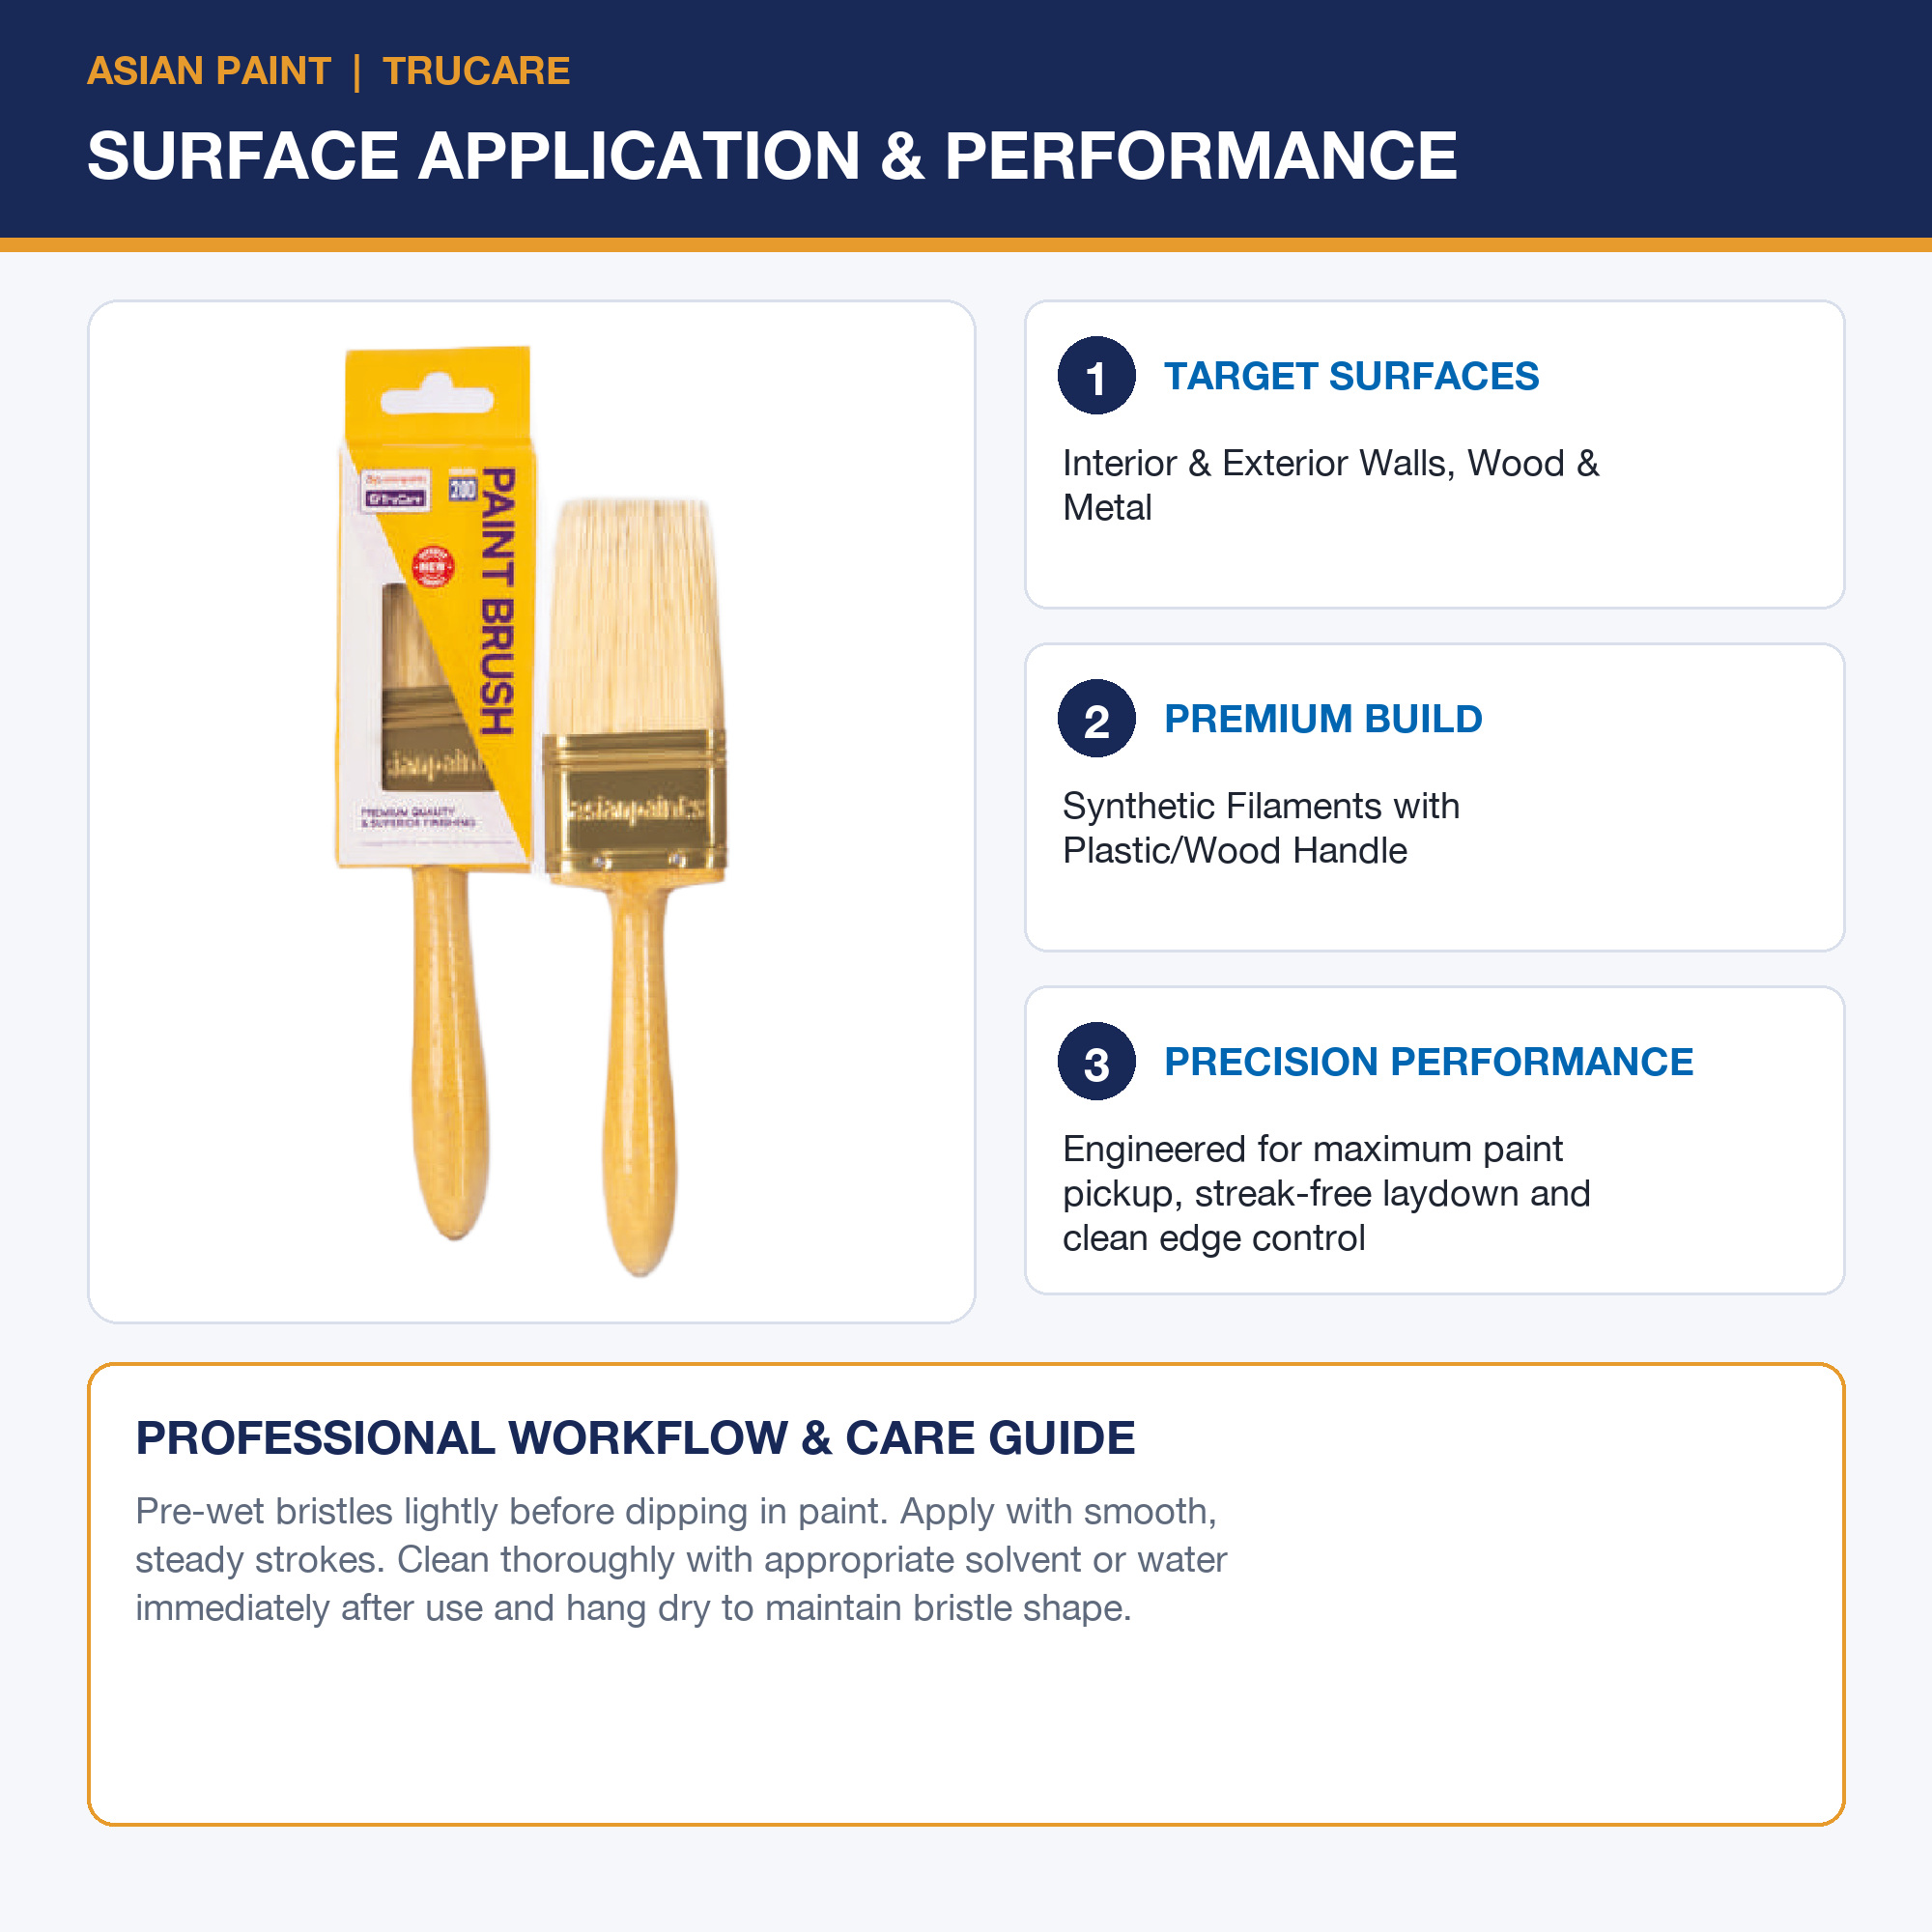 ASIAN PAINT | TRUCARE
SURFACE APPLICATION & PERFORMANCE
TruCare
200
PAINT BRUSH
NEW
asianpaints
PREMIUM QUALITY
& SUPERIOR FINISHING
asianpaints
1 TARGET SURFACES
Interior & Exterior Walls, Wood &
Metal
2 PREMIUM BUILD
Synthetic Filaments with
Plastic/Wood Handle
3 PRECISION PERFORMANCE
Engineered for maximum paint
pickup, streak-free laydown and
clean edge control
PROFESSIONAL WORKFLOW & CARE GUIDE
Pre-wet bristles lightly before dipping in paint. Apply with smooth,
steady strokes. Clean thoroughly with appropriate solvent or water
immediately after use and hang dry to maintain bristle shape.